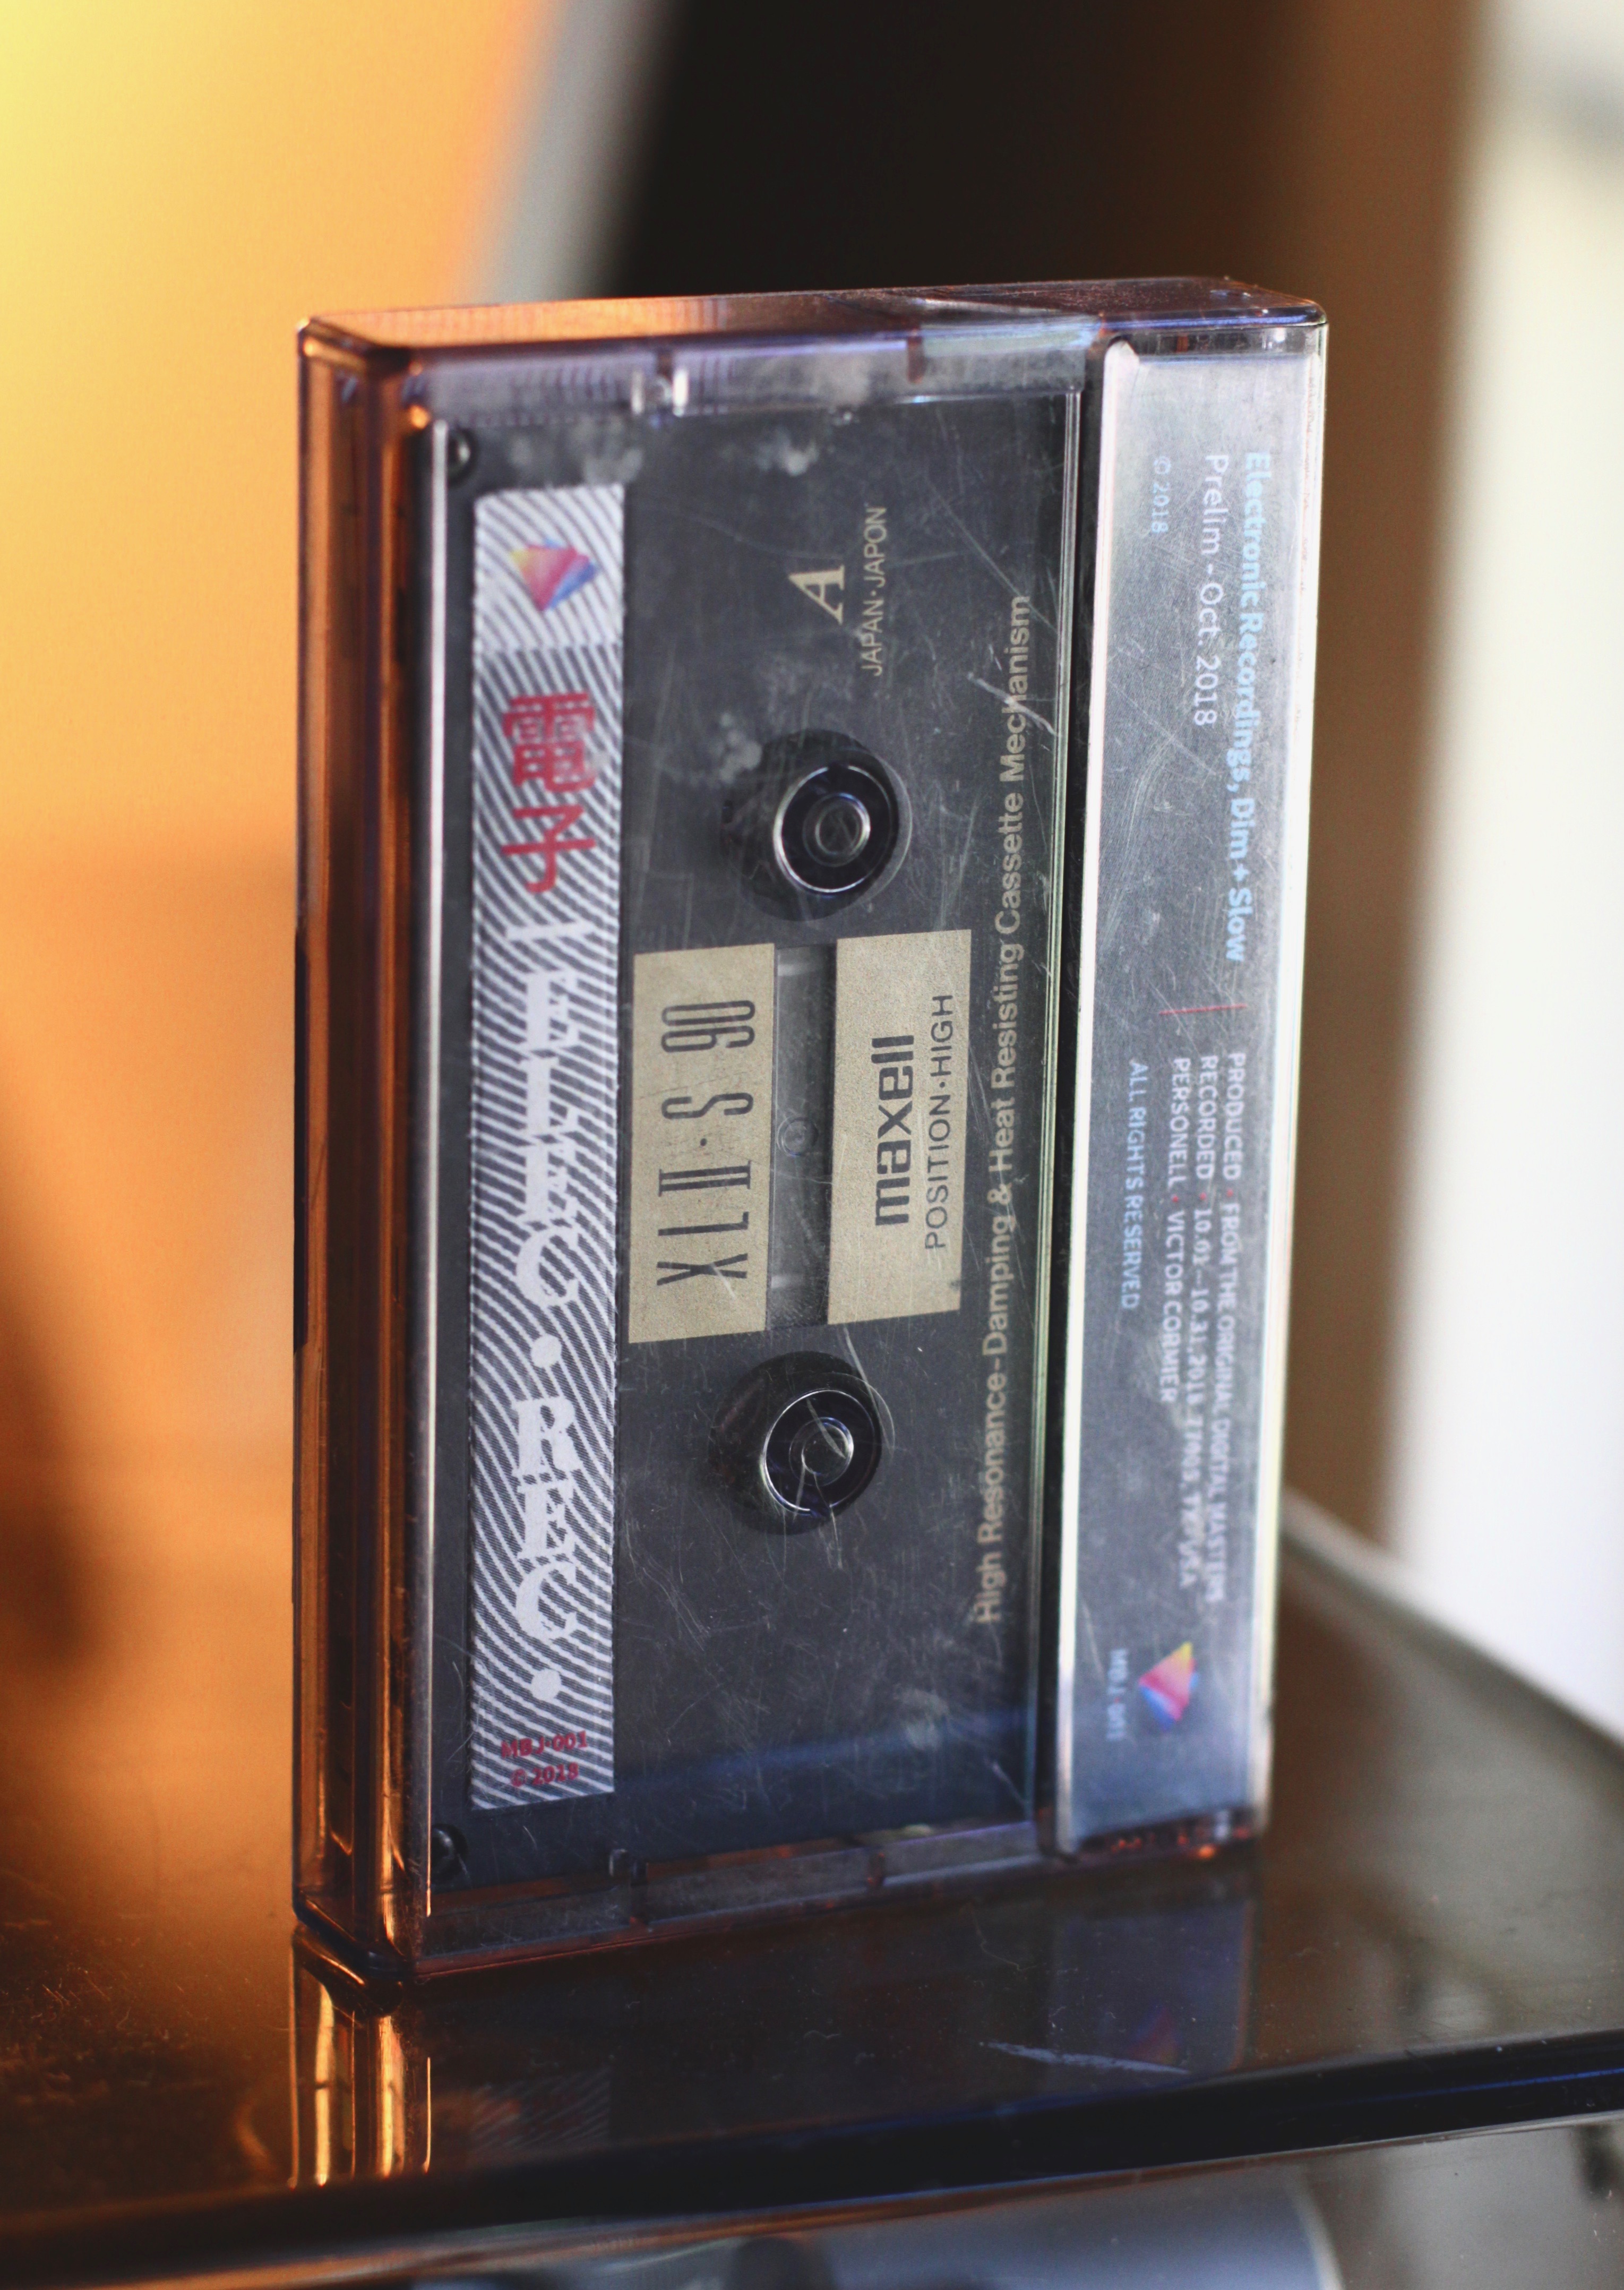 電子 | ELEC. REC.
MBJ-001
© 2018
XLII-S 90
A
JAPAN·JAPON
maxell
POSITION·HIGH
High Resonance-Damping & Heat Resisting Cassette Mechanism
Electronic Recordings, Dim + Slow
Prelim - Oct. 2018
© 2018
PRODUCED · FROM THE ORIGINAL DIGITAL MASTERS
RECORDED · 10.01—10.31.2018
PERSONELL · VICTOR CORMIER
ALL RIGHTS RESERVED
MBJ-001